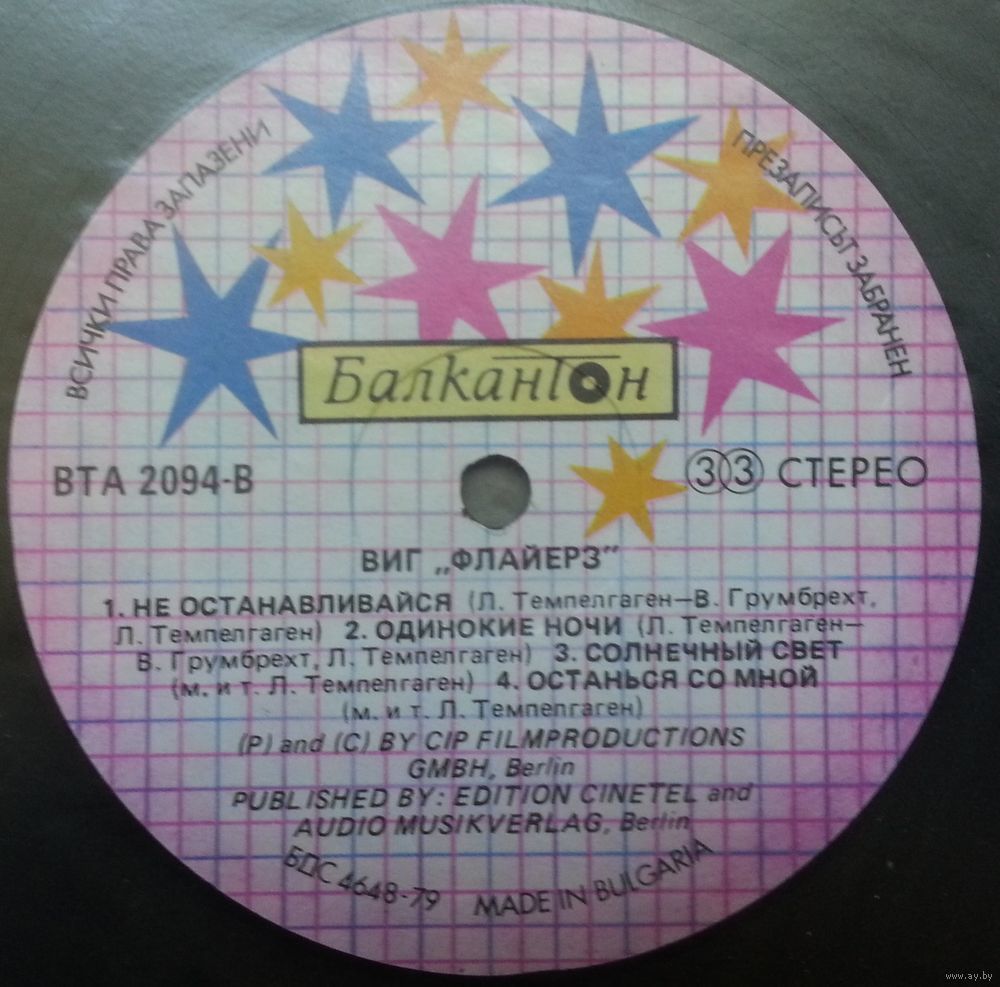 ВСИЧКИ ПРАВА ЗАПАЗЕНИ
ПРЕЗАПИСЪТ ЗАБРАНЕН
Балкантон
ВТА 2094-В
33 СТЕРЕО
ВИГ „ФЛАЙЕРЗ"
1. НЕ ОСТАНАВЛИВАЙСЯ (Л. Темпелгаген—В. Грумбрехт,
Л. Темпелгаген) 2. ОДИНОКИЕ НОЧИ (Л. Темпелгаген—
В. Грумбрехт, Л. Темпелгаген) 3. СОЛНЕЧНЫЙ СВЕТ
(м. и т. Л. Темпелгаген) 4. ОСТАНЬСЯ СО МНОЙ
(м. и т. Л. Темпелгаген)
(P) and (C) BY CIP FILMPRODUCTIONS
GMBH, Berlin
PUBLISHED BY: EDITION CINETEL and
AUDIO MUSIKVERLAG, Berlin
БДС 4648-79 MADE IN BULGARIA
www.ay.by